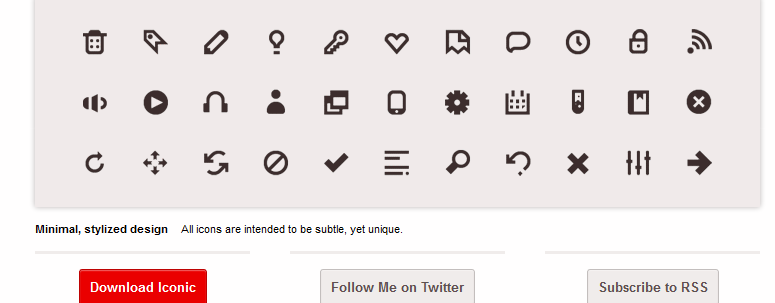 Minimal, stylized design All icons are intended to be subtle, yet unique.
Download Iconic Follow Me on Twitter Subscribe to RSS